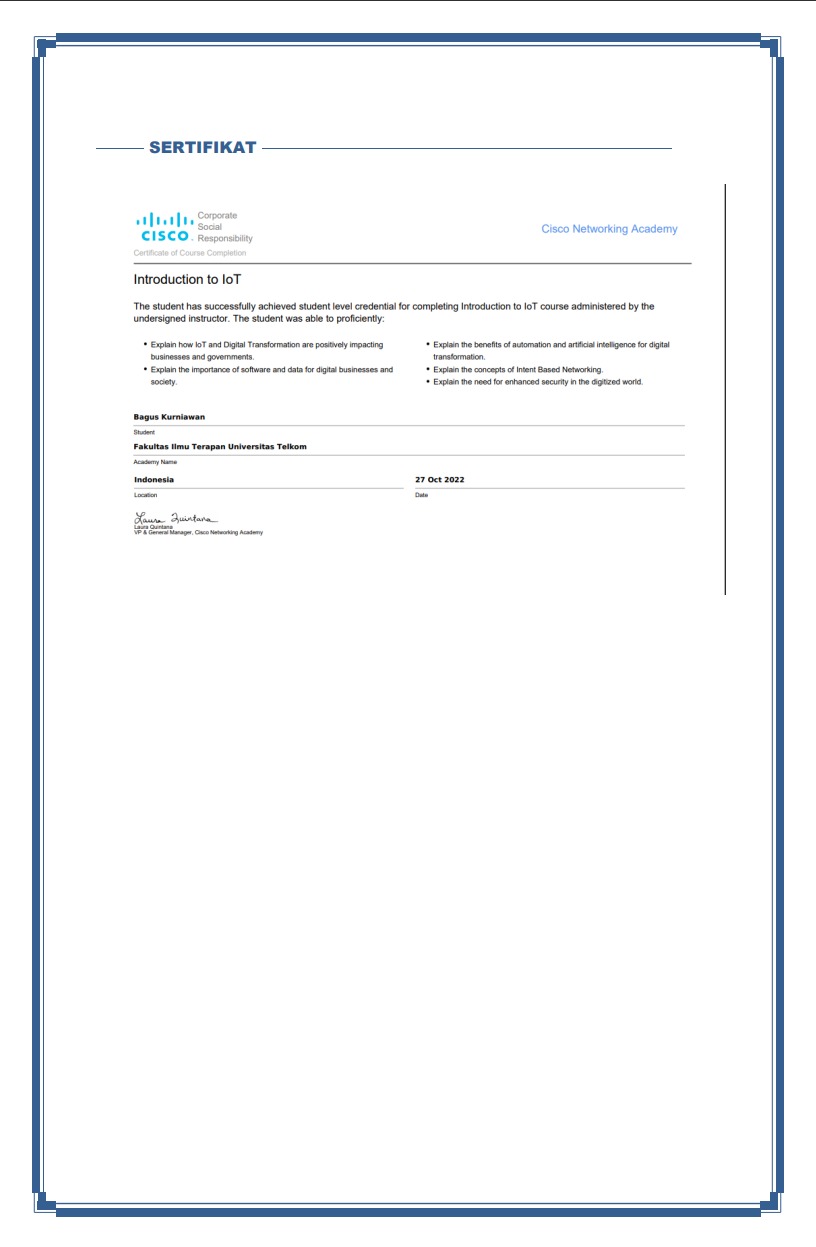 SERTIFIKAT
Corporate
Social
CISCO. Responsibility
Cisco Networking Academy
Certificate of Course Completion
Introduction to IoT
The student has successfully achieved student level credential for completing Introduction to IoT course administered by the
undersigned instructor. The student was able to proficiently:
• Explain how IoT and Digital Transformation are positively impacting
businesses and governments.
• Explain the importance of software and data for digital businesses and
society.
• Explain the benefits of automation and artificial intelligence for digital
transformation.
• Explain the concepts of Intent Based Networking.
• Explain the need for enhanced security in the digitized world.
Bagus Kurniawan
Student
Fakultas Ilmu Terapan Universitas Telkom
Academy Name
Indonesia
Location
27 Oct 2022
Date
Laura Quintana
Laura Quintana
VP & General Manager, Cisco Networking Academy